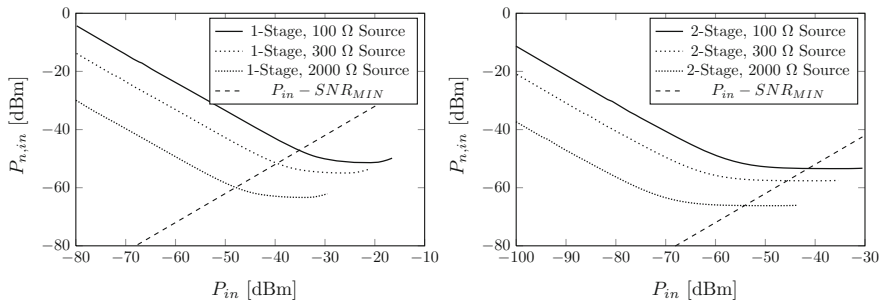 0
−20
−40
−60
−80
P_{n,in} [dBm]
−80 −70 −60 −50 −40 −30 −20 −10
P_{in} [dBm]
1-Stage, 100 Ω Source
1-Stage, 300 Ω Source
1-Stage, 2000 Ω Source
P_{in} − SNR_{MIN}
0
−20
−40
−60
−80
P_{n,in} [dBm]
−100 −90 −80 −70 −60 −50 −40 −30
P_{in} [dBm]
2-Stage, 100 Ω Source
2-Stage, 300 Ω Source
2-Stage, 2000 Ω Source
P_{in} − SNR_{MIN}